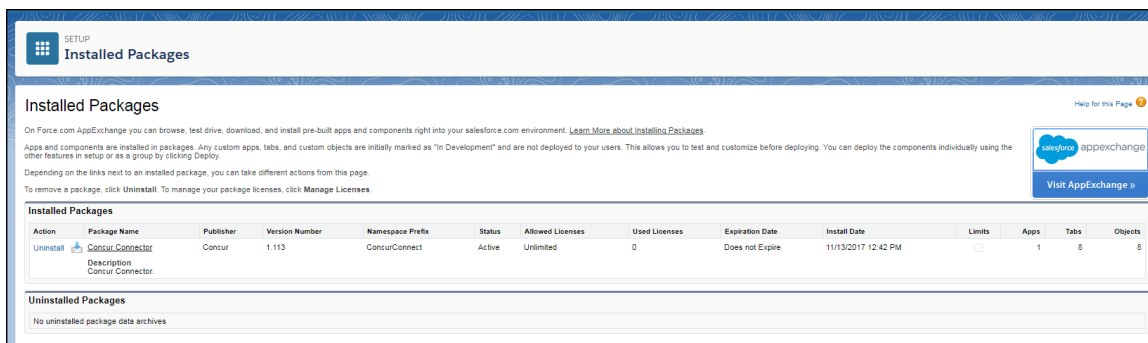 SETUP
Installed Packages
Installed Packages
Help for this Page ?
On Force.com AppExchange you can browse, test drive, download, and install pre-built apps and components right into your salesforce.com environment. Learn More about Installing Packages.
Apps and components are installed in packages. Any custom apps, tabs, and custom objects are initially marked as "In Development" and are not deployed to your users. This allows you to test and customize before deploying. You can deploy the components individually using the
other features in setup or as a group by clicking Deploy.
Depending on the links next to an installed package, you can take different actions from this page.
To remove a package, click Uninstall. To manage your package licenses, click Manage Licenses.
salesforce appexchange
Visit AppExchange »
Installed Packages
Action Package Name Publisher Version Number Namespace Prefix Status Allowed Licenses Used Licenses Expiration Date Install Date Limits Apps Tabs Objects
Uninstall Concur Connector Concur 1.113 ConcurConnect Active Unlimited 0 Does not Expire 11/13/2017 12:42 PM 1 8 8
Description
Concur Connector.
Uninstalled Packages
No uninstalled package data archives